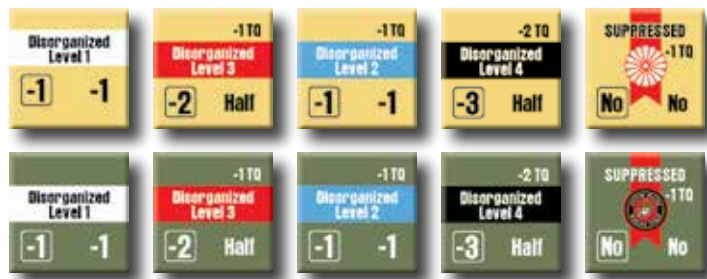 Disorganized
Level 1
-1 -1
-1 TQ
Disorganized
Level 3
-2 Half
-1 TQ
Disorganized
Level 2
-1 -1
-2 TQ
Disorganized
Level 4
-3 Half
SUPPRESSED
-1 TQ
No No
Disorganized
Level 1
-1 -1
-1 TQ
Disorganized
Level 3
-2 Half
-1 TQ
Disorganized
Level 2
-1 -1
-2 TQ
Disorganized
Level 4
-3 Half
SUPPRESSED
-1 TQ
No No